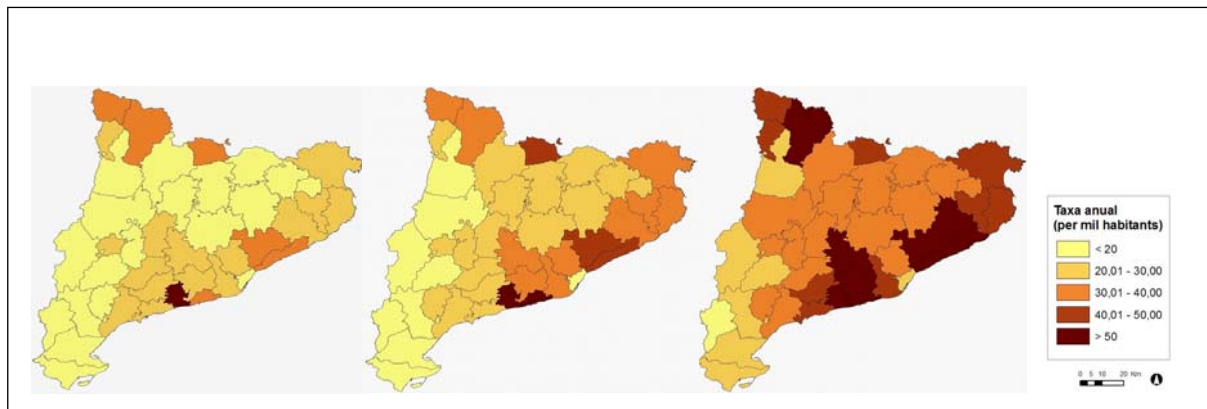 Taxa anual
(per mil habitants)
< 20
20,01 - 30,00
30,01 - 40,00
40,01 - 50,00
> 50
0 5 10 20 Km